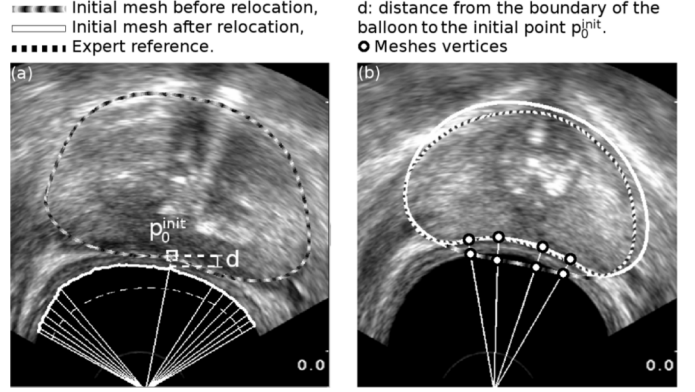 Initial mesh before relocation,
Initial mesh after relocation,
Expert reference.
d: distance from the boundary of the
balloon to the initial point p₀ⁱⁿⁱᵗ.
Meshes vertices
(a)
p₀ⁱⁿⁱᵗ
d
0.0
(b)
0.0